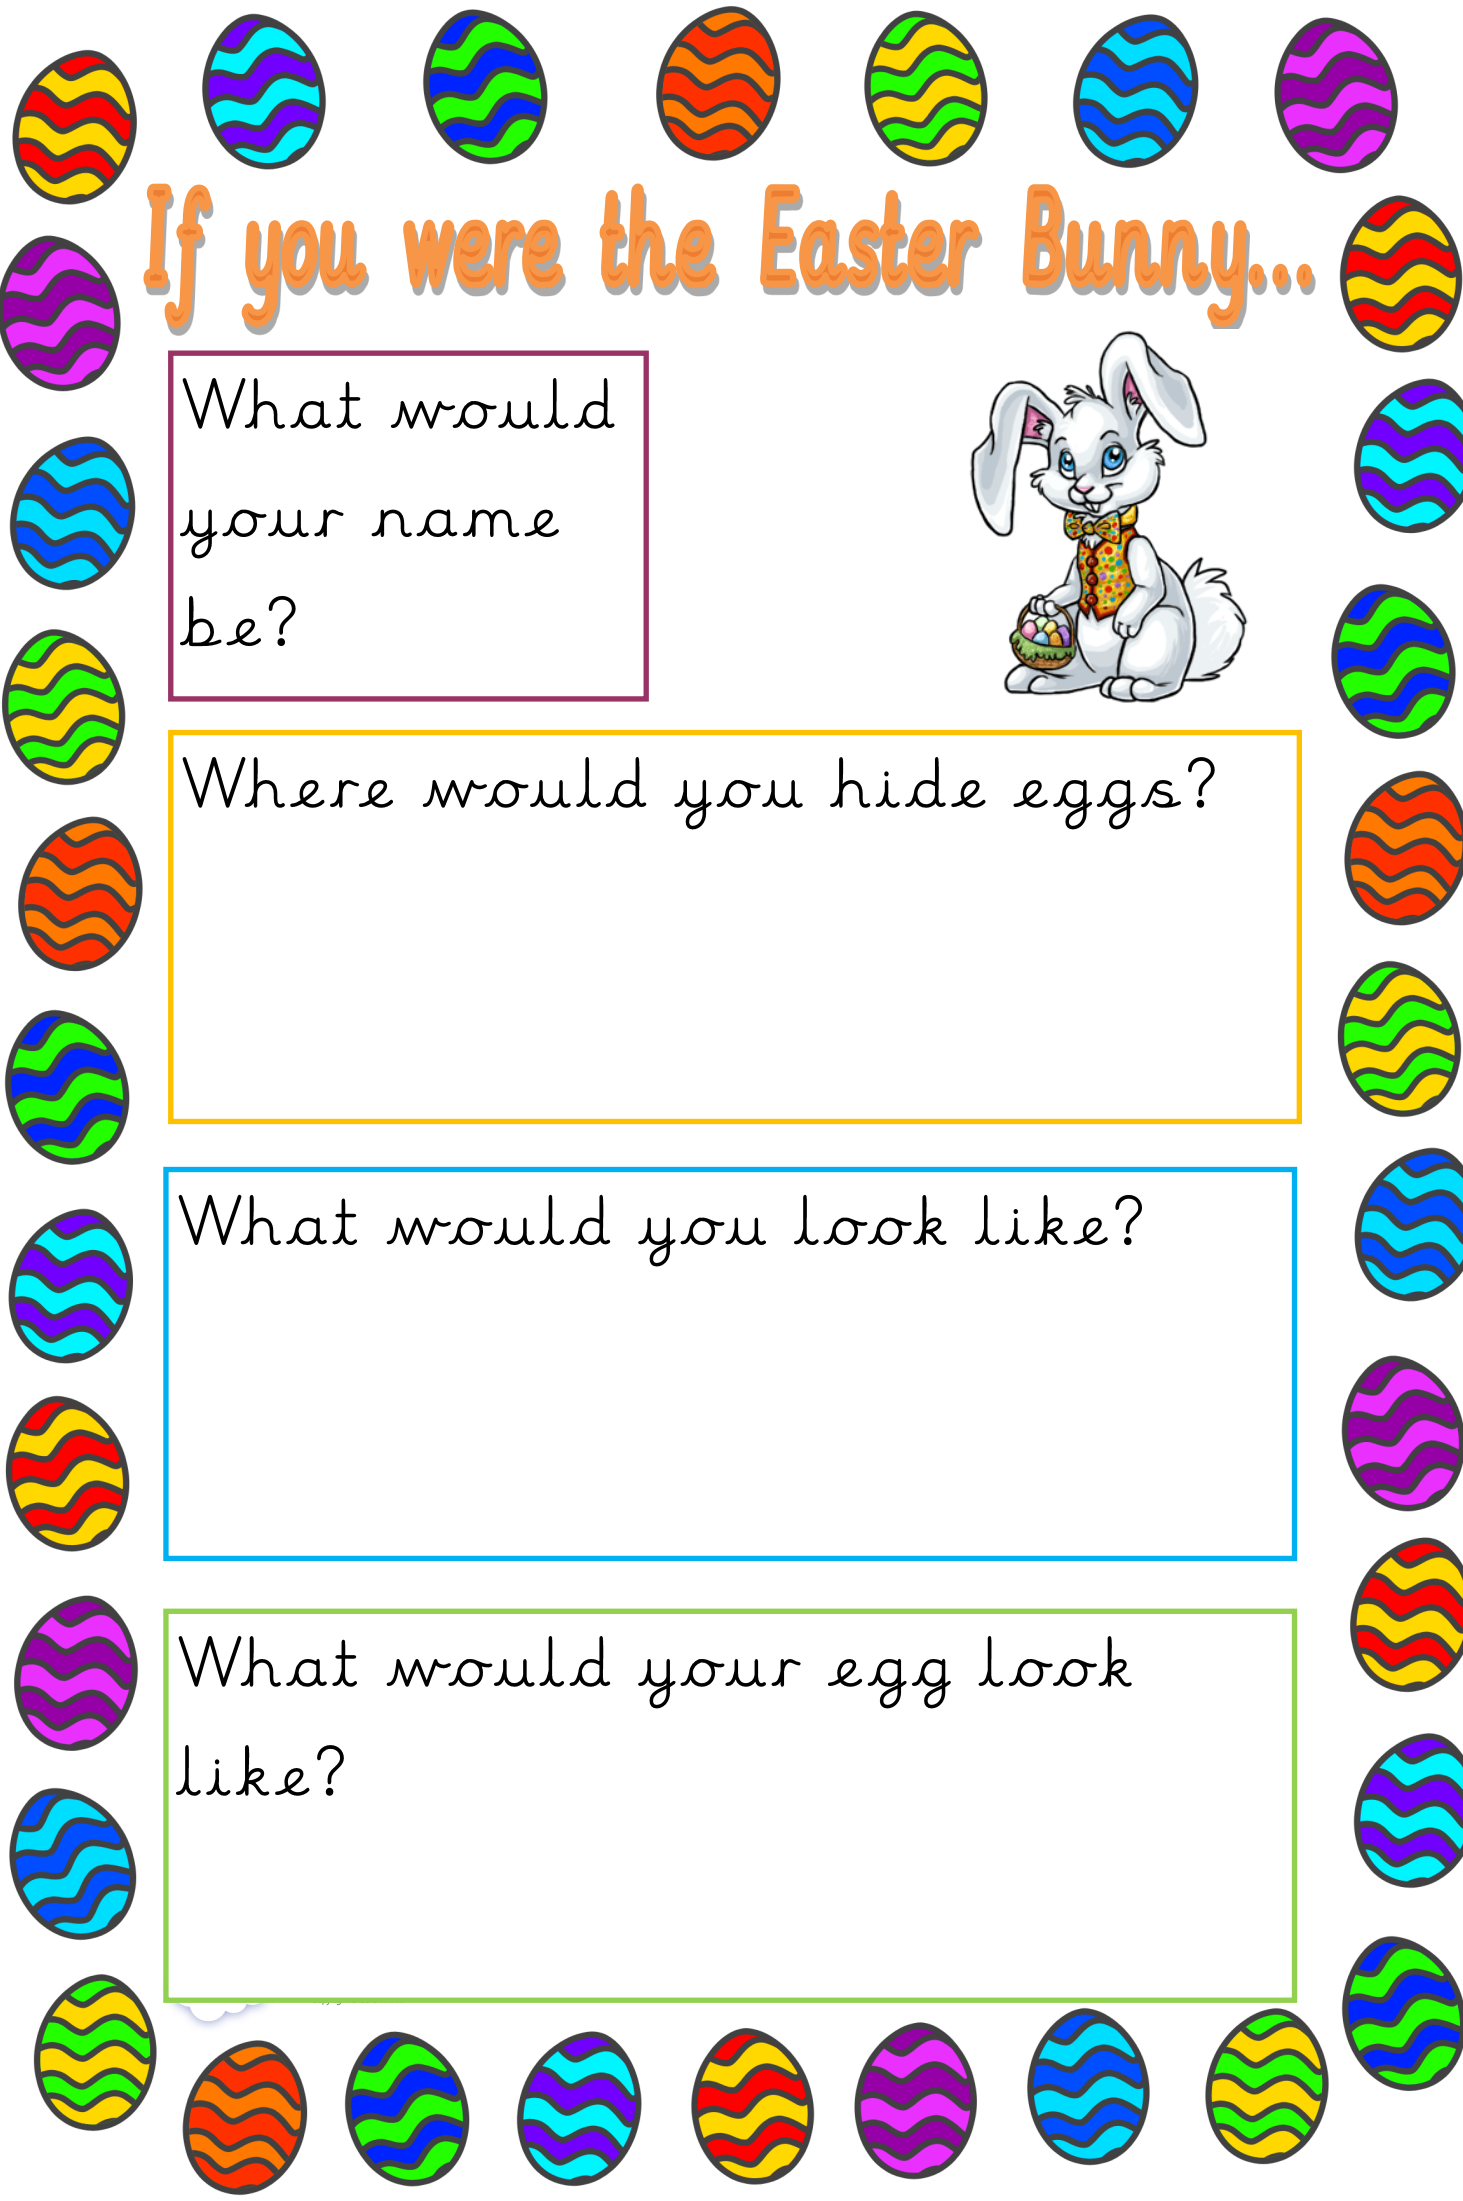 If you were the Easter Bunny...
What would
your name
be?
Where would you hide eggs?
What would you look like?
What would your egg look
like?